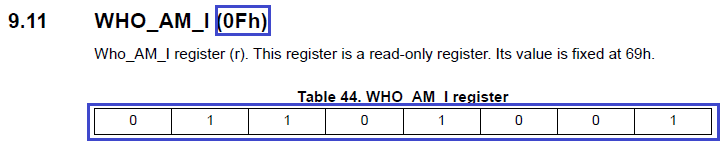 9.11 WHO_AM_I (0Fh)
Who_AM_I register (r). This register is a read-only register. Its value is fixed at 69h.
Table 44. WHO_AM_I register
0 1 1 0 1 0 0 1